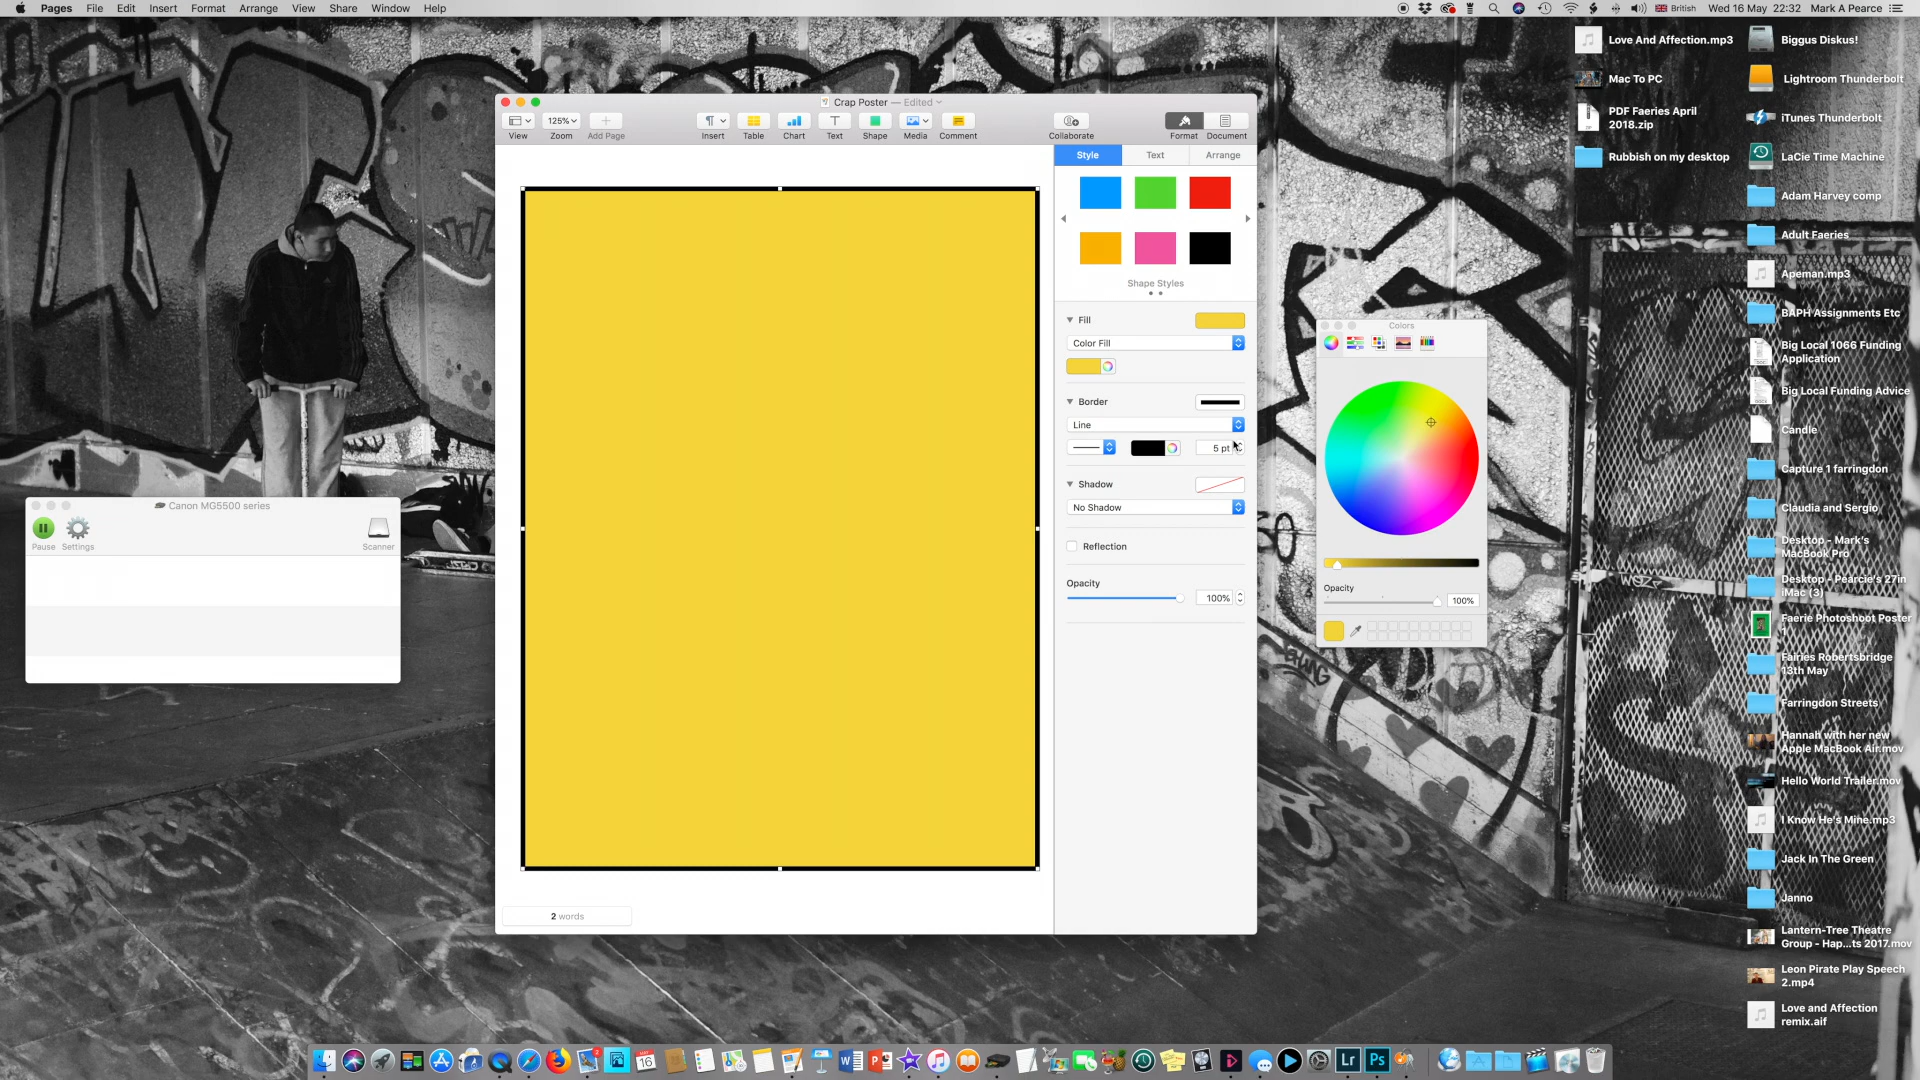 Pages File Edit Insert Format Arrange View Share Window Help
British Wed 16 May 22:32 Mark A Pearce
Crap Poster — Edited
125%
View Zoom Add Page Insert Table Chart Text Shape Media Comment Collaborate Format Document
Style Text Arrange
Shape Styles
Fill
Color Fill
Border
Line
5 pt
Shadow
No Shadow
Reflection
Opacity
100%
2 words
Canon MG5500 series
Pause Settings Scanner
Colors
Opacity
100%
Love And Affection.mp3
Mac To PC
PDF Faeries April
2018.zip
Rubbish on my desktop
Biggus Diskus!
Lightroom Thunderbolt
iTunes Thunderbolt
LaCie Time Machine
Adam Harvey comp
Adult Faeries
Apeman.mp3
BAPH Assignments Etc
Big Local 1066 Funding
Application
Big Local Funding Advice
Candle
Capture 1 farringdon
Claudia and Sergio
Desktop - Mark's
MacBook Pro
Desktop - Pearcie's 27in
iMac (3)
Faerie Photoshoot Poster
Fairies Robertsbridge
13th May
Farringdon Streets
Hannah with her new
Apple MacBook Air.mov
Hello World Trailer.mov
I Know He's Mine.mp3
Jack In The Green
Janno
Lantern-Tree Theatre
Group - Hap...ts 2017.mov
Leon Pirate Play Speech
2.mp4
Love and Affection
remix.aif
16
W
P
Lr
Ps